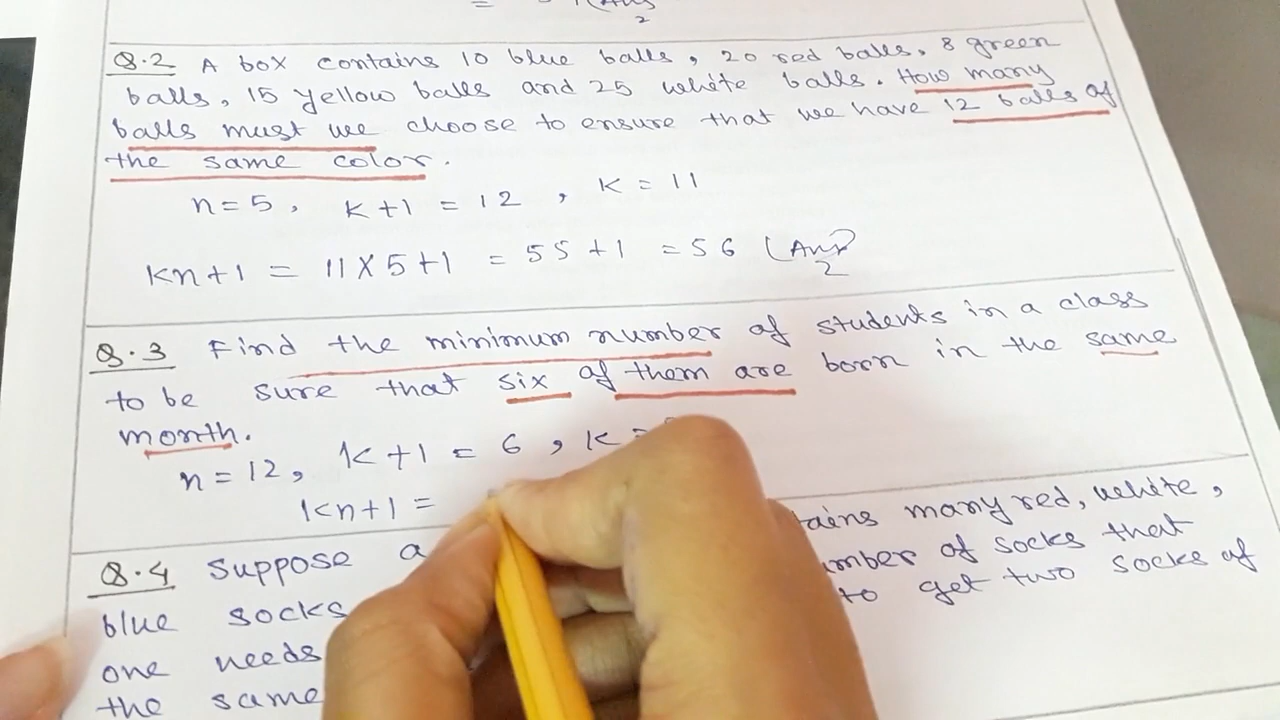 Q.2 A box contains 10 blue balls, 20 red balls, 8 green
balls, 15 yellow balls and 25 white balls. How many
balls must we choose to ensure that we have 12 balls of
the same color.
n = 5, k + 1 = 12, k = 11
kn + 1 = 11 X 5 + 1 = 55 + 1 = 56 (Ans)
Q.3 Find the minimum number of students in a class
to be sure that six of them are born in the same
month.
n = 12, k + 1 = 6, k =
kn + 1 =
Q.4 Suppose a many red, white,
blue socks of socks that
one needs to get two socks of
the same